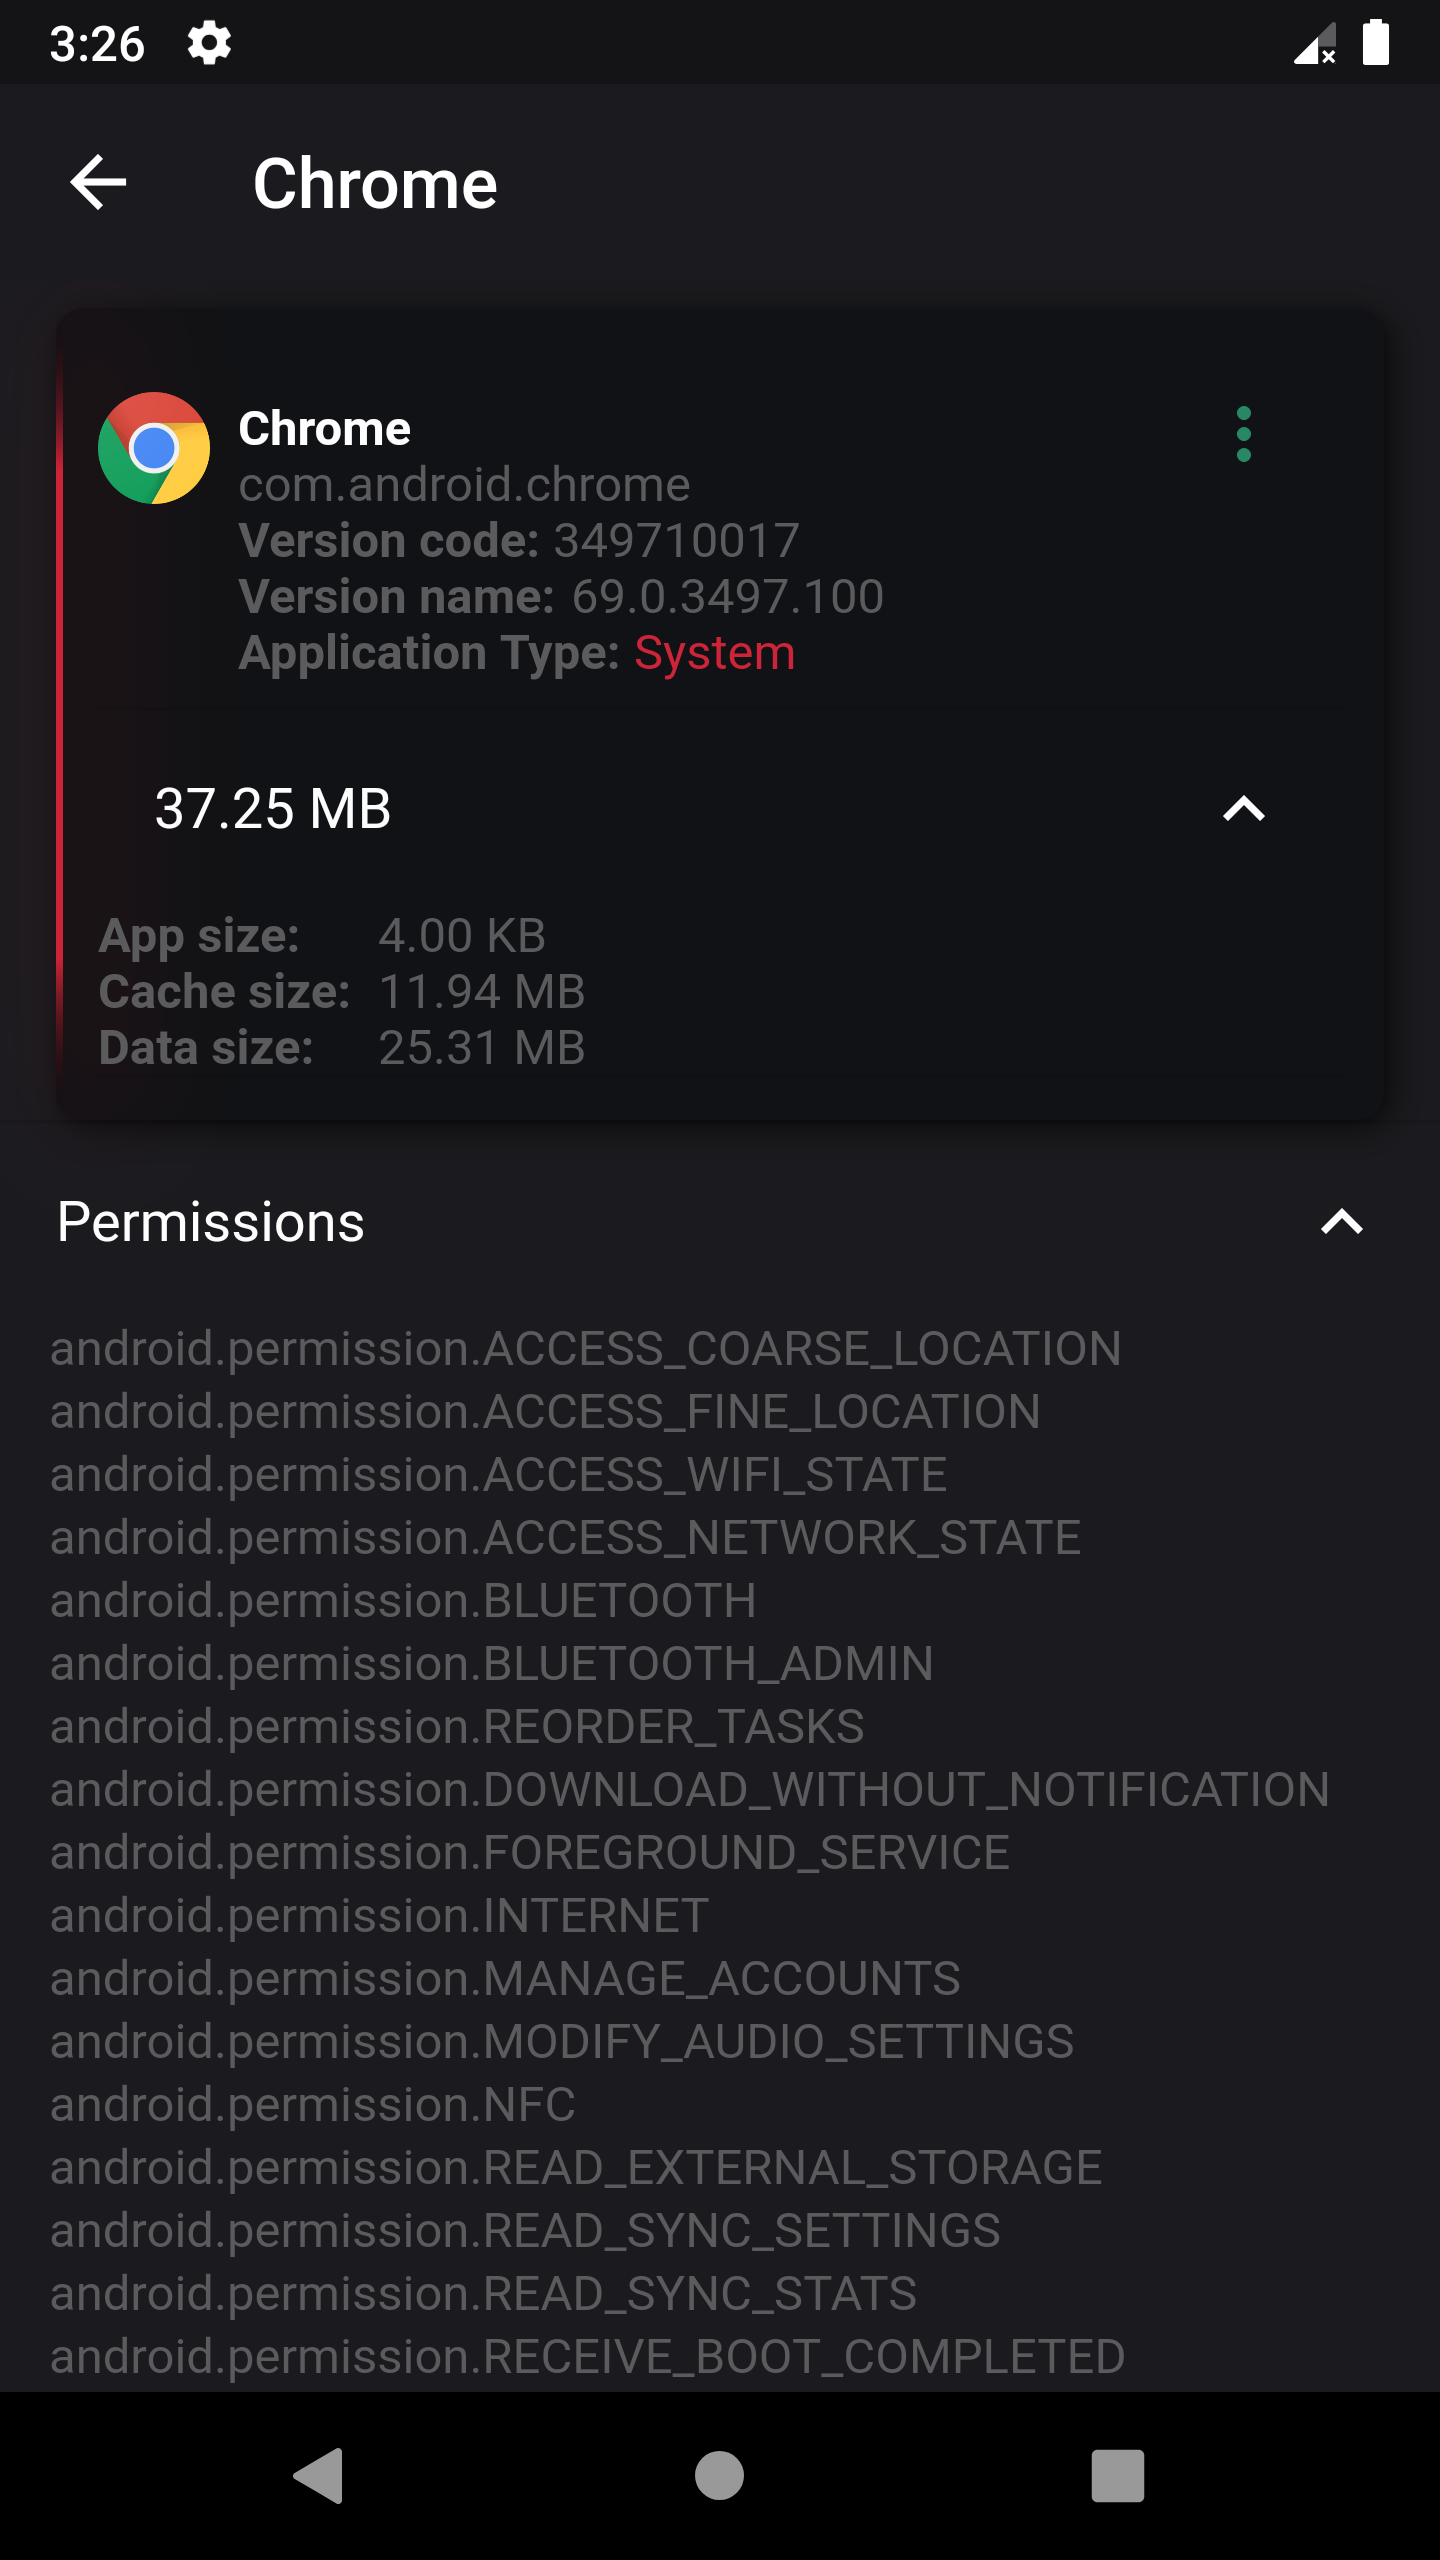 3:26
Chrome
Chrome
com.android.chrome
Version code: 349710017
Version name: 69.0.3497.100
Application Type: System
37.25 MB
App size: 4.00 KB
Cache size: 11.94 MB
Data size: 25.31 MB
Permissions
android.permission.ACCESS_COARSE_LOCATION
android.permission.ACCESS_FINE_LOCATION
android.permission.ACCESS_WIFI_STATE
android.permission.ACCESS_NETWORK_STATE
android.permission.BLUETOOTH
android.permission.BLUETOOTH_ADMIN
android.permission.REORDER_TASKS
android.permission.DOWNLOAD_WITHOUT_NOTIFICATION
android.permission.FOREGROUND_SERVICE
android.permission.INTERNET
android.permission.MANAGE_ACCOUNTS
android.permission.MODIFY_AUDIO_SETTINGS
android.permission.NFC
android.permission.READ_EXTERNAL_STORAGE
android.permission.READ_SYNC_SETTINGS
android.permission.READ_SYNC_STATS
android.permission.RECEIVE_BOOT_COMPLETED